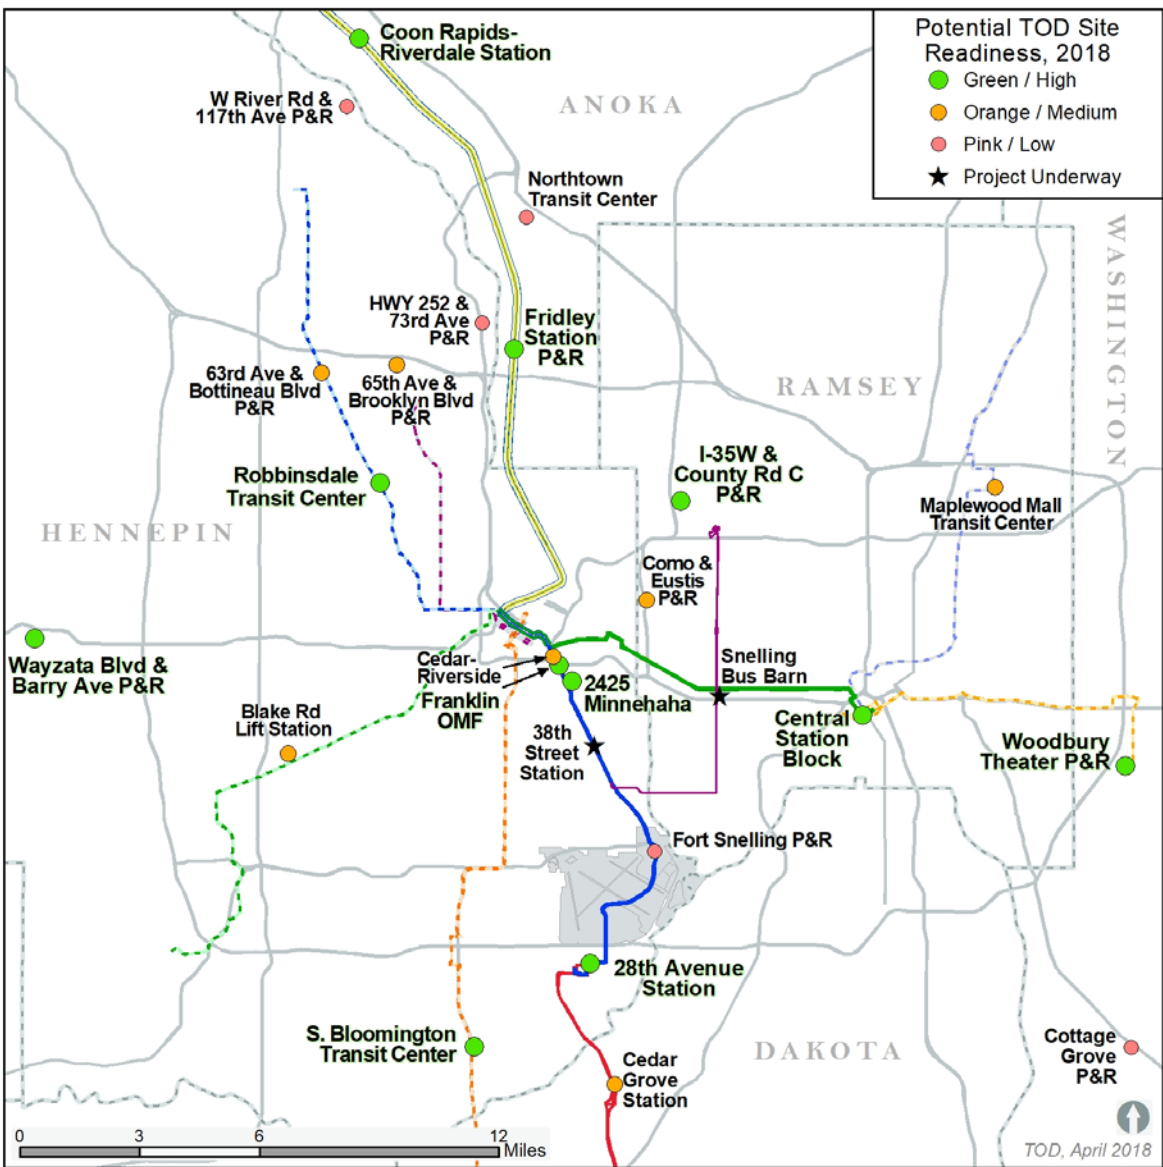 Potential TOD Site
Readiness, 2018
Green / High
Orange / Medium
Pink / Low
Project Underway
Coon Rapids-
Riverdale Station
W River Rd &
117th Ave P&R
ANOKA
Northtown
Transit Center
WASHINGTON
HWY 252 &
73rd Ave
P&R
Fridley
Station
P&R
63rd Ave &
Bottineau Blvd
P&R
65th Ave &
Brooklyn Blvd
P&R
RAMSEY
I-35W &
County Rd C
P&R
Robbinsdale
Transit Center
Maplewood Mall
Transit Center
HENNEPIN
Como &
Eustis
P&R
Wayzata Blvd &
Barry Ave P&R
Cedar-
Riverside
Franklin
OMF
2425
Minnehaha
Snelling
Bus Barn
Blake Rd
Lift Station
38th
Street
Station
Central
Station
Block
Woodbury
Theater P&R
Fort Snelling P&R
28th Avenue
Station
S. Bloomington
Transit Center
DAKOTA
Cedar
Grove
Station
Cottage
Grove
P&R
0 3 6 12
Miles
TOD, April 2018